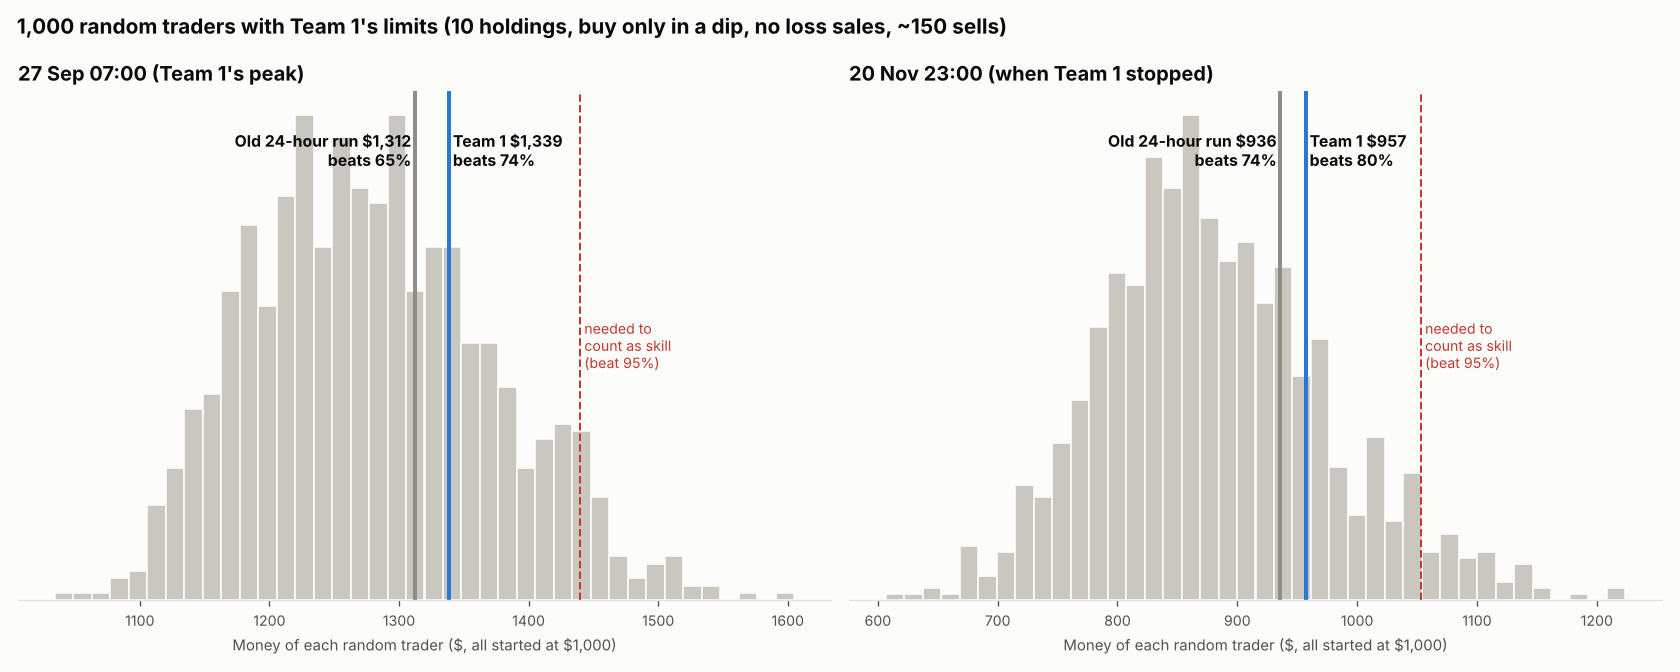 1,000 random traders with Team 1's limits (10 holdings, buy only in a dip, no loss sales, ~150 sells)
27 Sep 07:00 (Team 1's peak)
Old 24-hour run $1,312
beats 65%
Team 1 $1,339
beats 74%
needed to
count as skill
(beat 95%)
1100
1200
1300
1400
1500
1600
Money of each random trader ($, all started at $1,000)
20 Nov 23:00 (when Team 1 stopped)
Old 24-hour run $936
beats 74%
Team 1 $957
beats 80%
needed to
count as skill
(beat 95%)
600
700
800
900
1000
1100
1200
Money of each random trader ($, all started at $1,000)